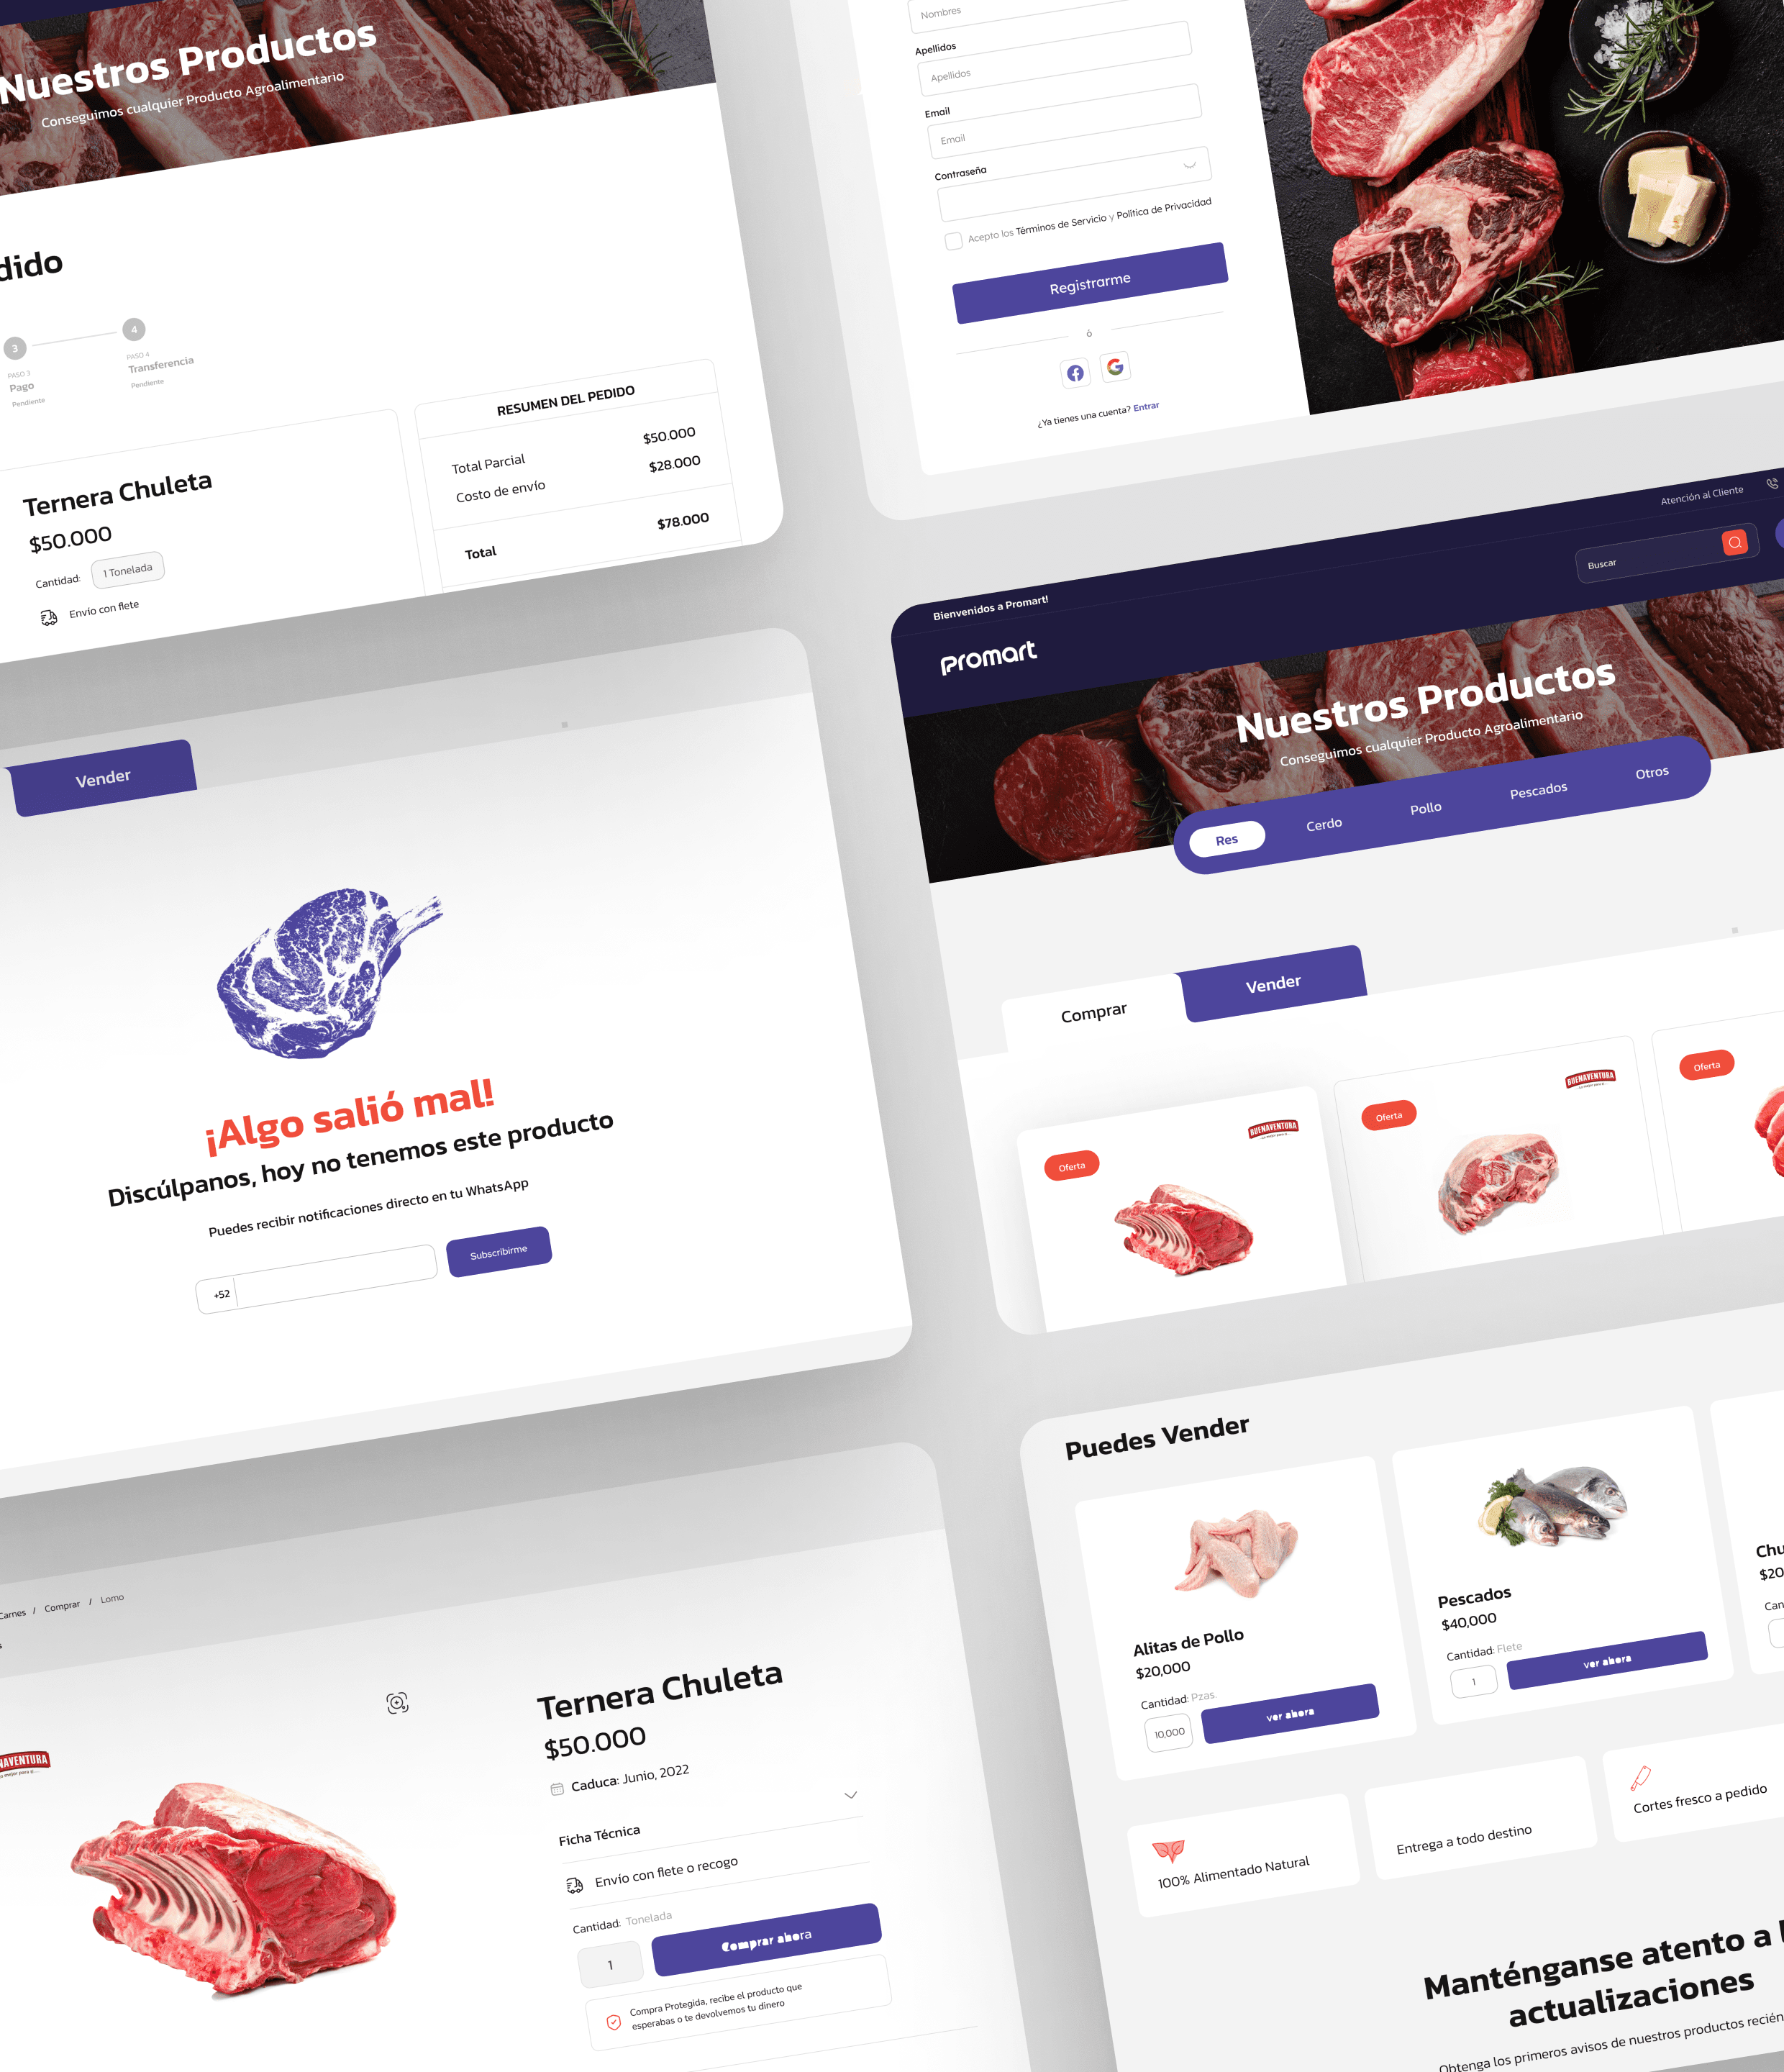 Nuestros Productos
Conseguimos cualquier Producto Agroalimentario
3
PASO 3
Pago
Pendiente
4
PASO 4
Transferencia
Pendiente
Ternera Chuleta
$50.000
Cantidad: 1 Tonelada
Envío con flete
RESUMEN DEL PEDIDO
Total Parcial $50.000
Costo de envío $28.000
Total $78.000
Nombres
Apellidos
Apellidos
Email
Email
Contraseña
Acepto los Términos de Servicio y Política de Privacidad
Registrarme
ó
¿Ya tienes una cuenta? Entrar
Vender
¡Algo salió mal!
Discúlpanos, hoy no tenemos este producto
Puedes recibir notificaciones directo en tu WhatsApp
+52
Subscribirme
Bienvenidos a Promart!
Atención al Cliente
promart
Buscar
Nuestros Productos
Conseguimos cualquier Producto Agroalimentario
Res
Cerdo
Pollo
Pescados
Otros
Comprar
Vender
Oferta
BUENAVENTURA
Oferta
BUENAVENTURA
Oferta
Carnes / Comprar / Lomo
Ternera Chuleta
$50.000
Caduca: Junio, 2022
Ficha Técnica
Envío con flete o recogo
Cantidad: Tonelada
1
Comprar ahora
Compra Protegida, recibe el producto que
esperabas o te devolvemos tu dinero
Puedes Vender
Alitas de Pollo
$20,000
Cantidad: Pzas.
10,000
ver ahora
Pescados
$40,000
Cantidad: Flete
1
ver ahora
100% Alimentado Natural
Entrega a todo destino
Cortes fresco a pedido
Manténganse atento a
actualizaciones
Obtenga los primeros avisos de nuestros productos